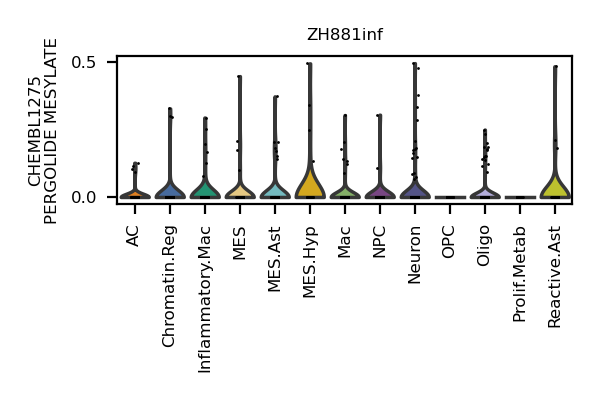 ZH881inf
CHEMBL1275
PERGOLIDE MESYLATE
0.5
0.0
AC
Chromatin.Reg
Inflammatory.Mac
MES
MES.Ast
MES.Hyp
Mac
NPC
Neuron
OPC
Oligo
Prolif.Metab
Reactive.Ast